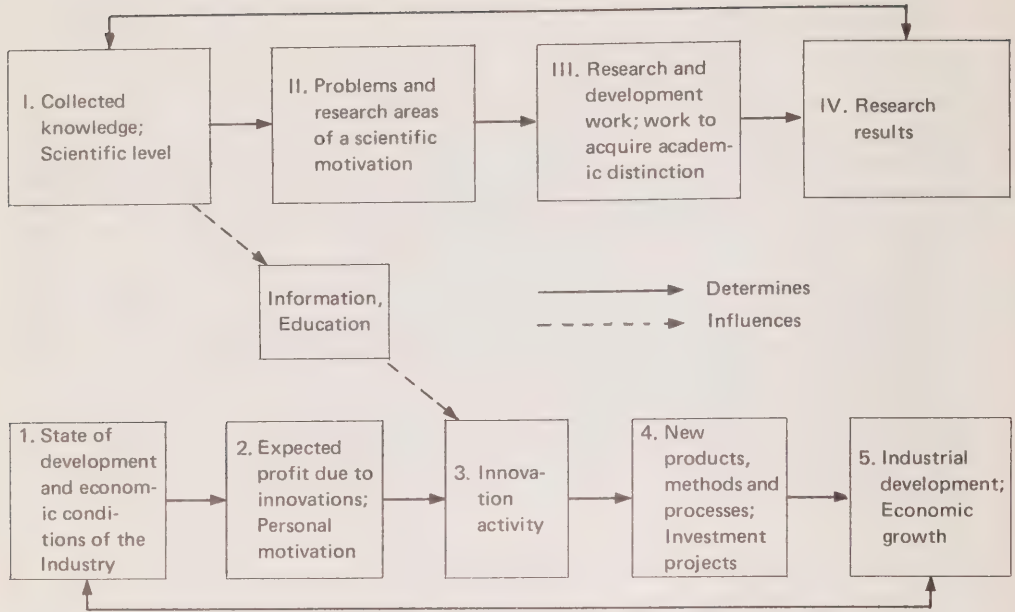 I. Collected
knowledge;
Scientific level
II. Problems and
research areas
of a scientific
motivation
III. Research and
development
work; work to
acquire academ-
ic distinction
IV. Research
results
Information,
Education
Determines
Influences
1. State of
development
and econom-
ic condi-
tions of the
Industry
2. Expected
profit due to
innovations;
Personal
motivation
3. Innova-
tion
activity
4. New
products,
methods and
processes;
Investment
projects
5. Industrial
development;
Economic
growth